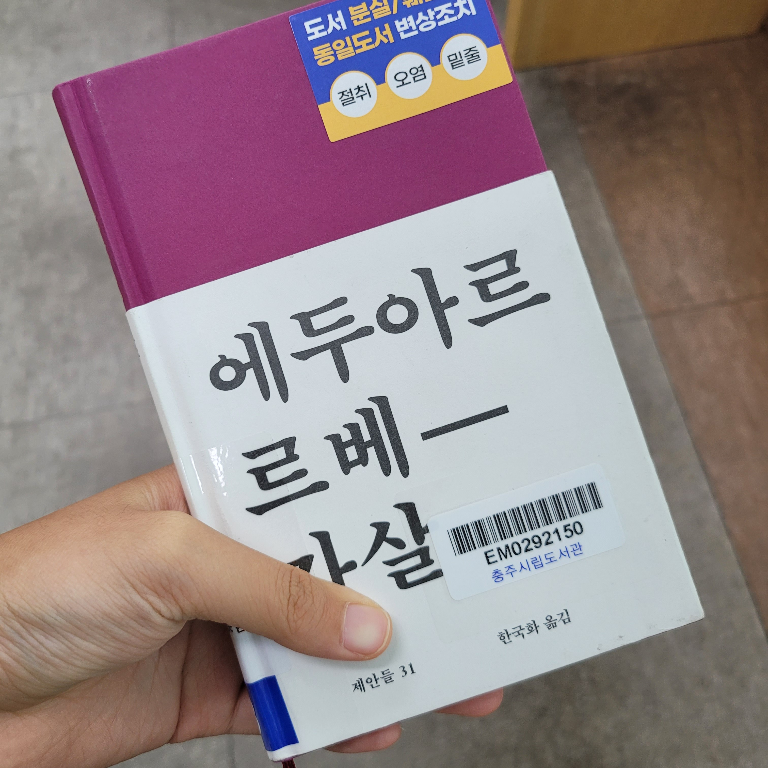 도서 분실/
동일도서 변상조치
절취 오염 밑줄
에두아르
르베—
자살
EM0292150
충주시립도서관
한국화 옮김
제안들 31